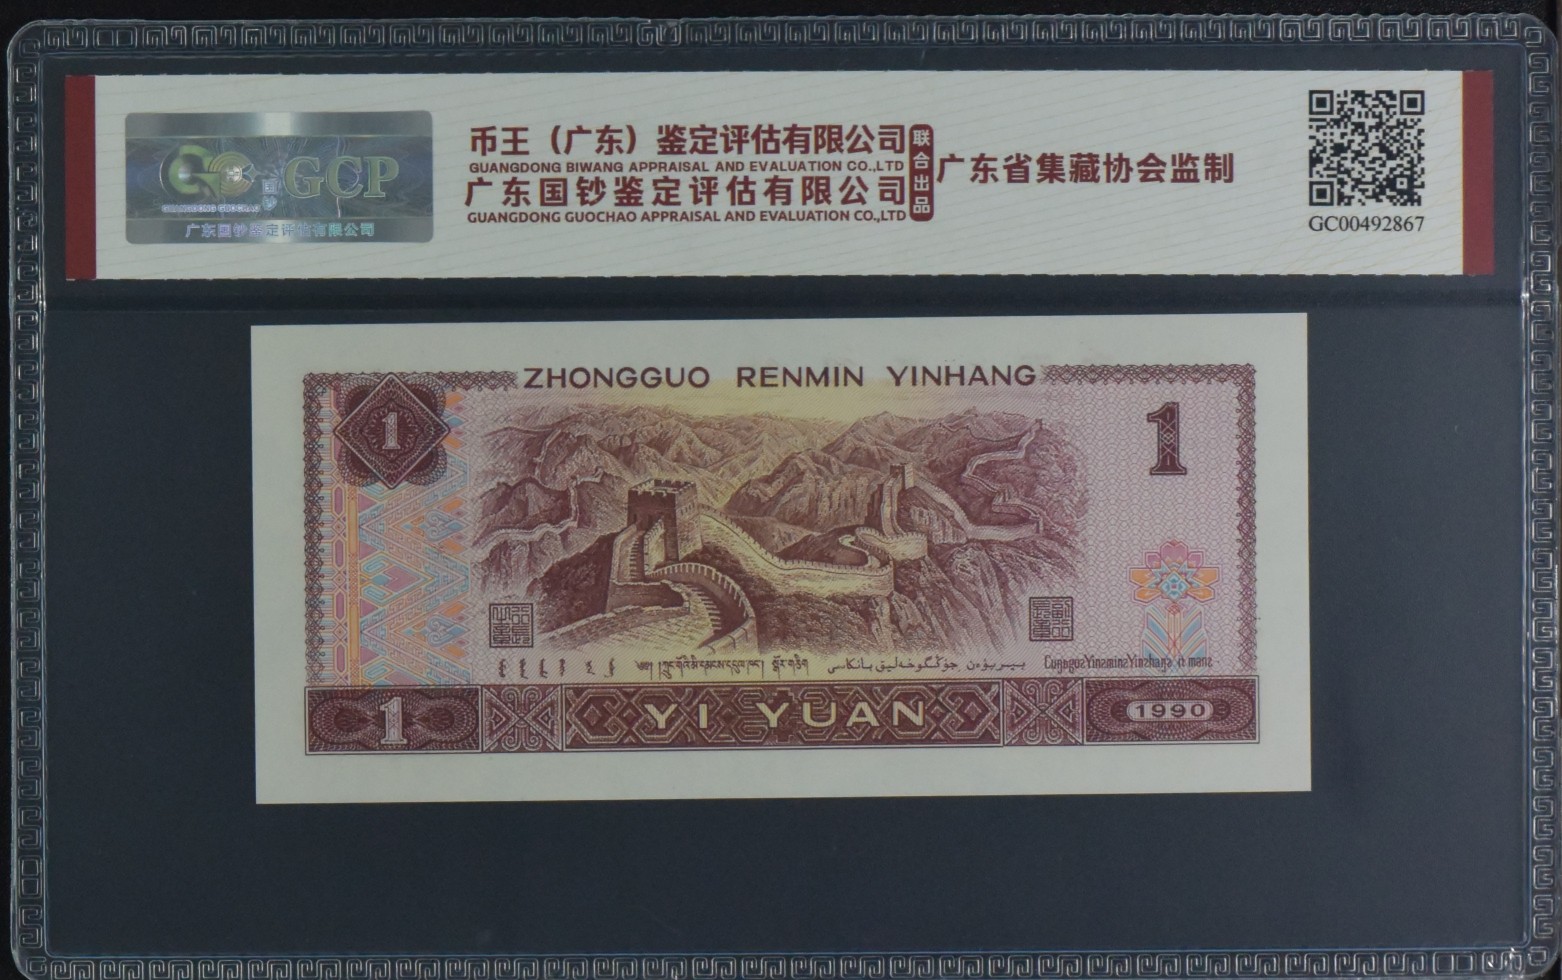 GCP
GUANGDONG GUOCHAO
广东国钞鉴定评估有限公司
币王（广东）鉴定评估有限公司
GUANGDONG BIWANG APPRAISAL AND EVALUATION CO.,LTD
广东国钞鉴定评估有限公司
GUANGDONG GUOCHAO APPRAISAL AND EVALUATION CO.,LTD
联合出品
广东省集藏协会监制
GC00492867
ZHONGGUO RENMIN YINHANG
1
1
1
YI YUAN
1990